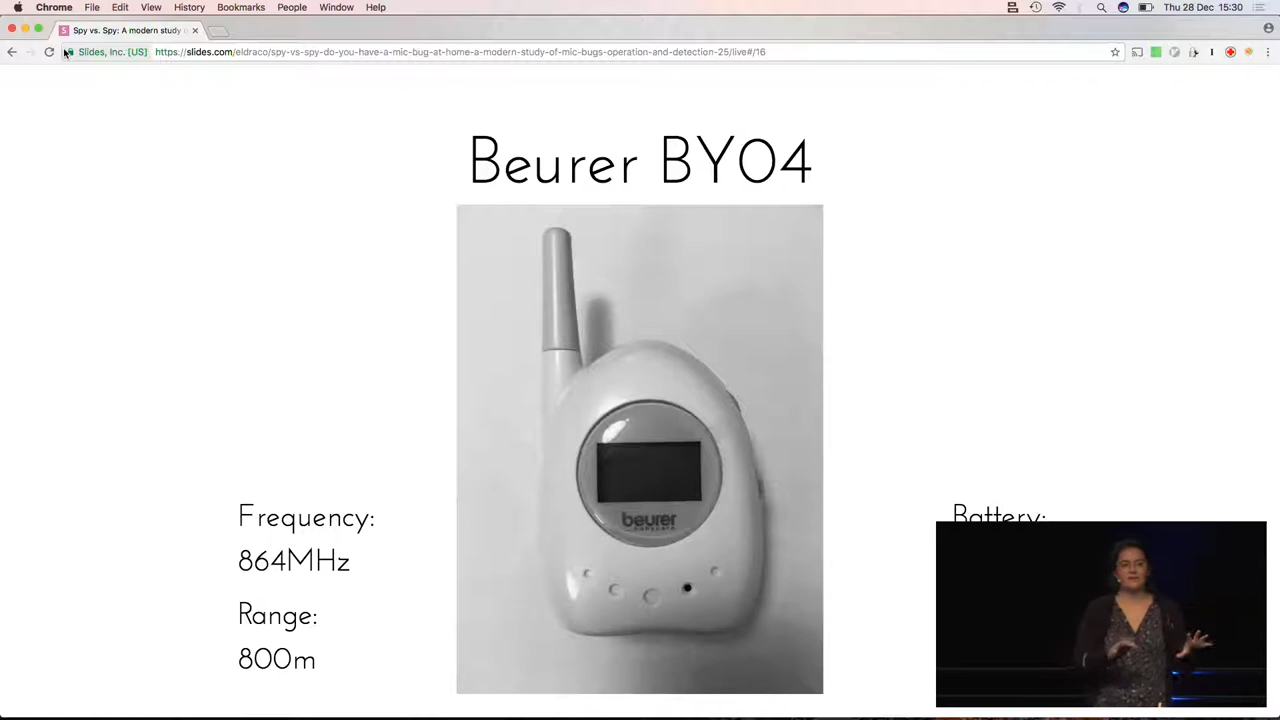 Chrome File Edit View History Bookmarks People Window Help Thu 28 Dec 15:30
Spy vs. Spy: A modern study
Slides, Inc. [US] https://slides.com/eldraco/spy-vs-spy-do-you-have-a-mic-bug-at-home-a-modern-study-of-mic-bugs-operation-and-detection-25/live#/16
Beurer BY04
beurer
Frequency:
864MHz
Range:
800m
Battery: